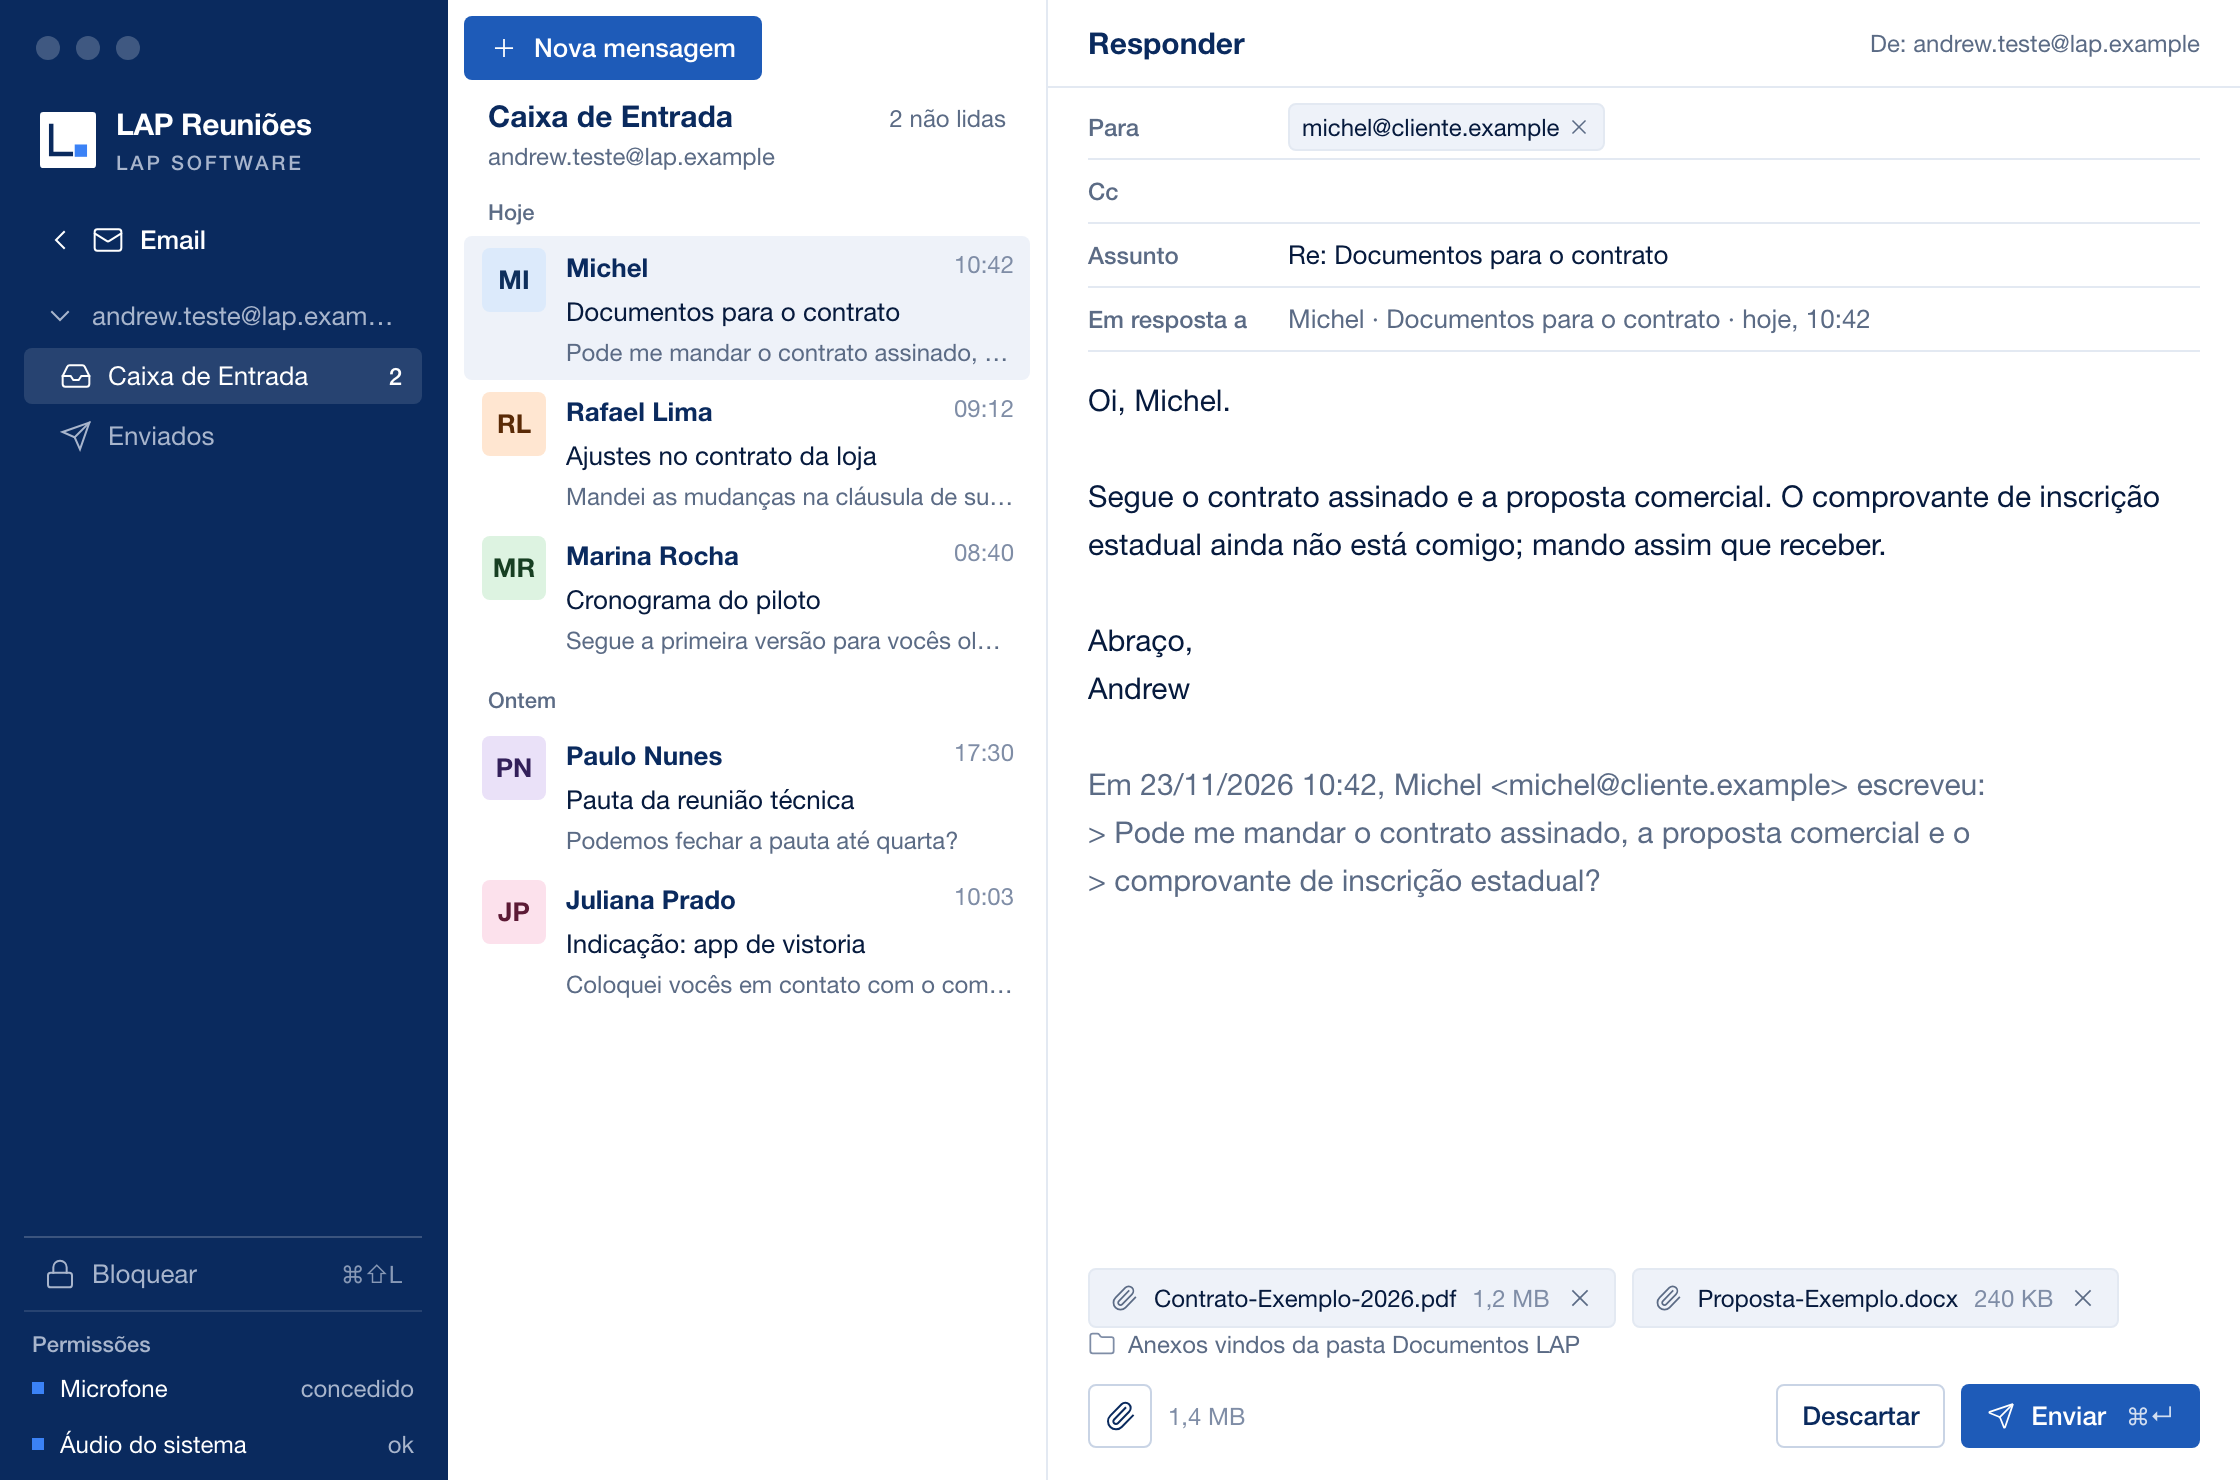 LAP Reuniões
LAP SOFTWARE
Email
andrew.teste@lap.exam…
Caixa de Entrada 2
Enviados
Bloquear ⌘⇧L
Permissões
Microfone concedido
Áudio do sistema ok
Nova mensagem
Caixa de Entrada 2 não lidas
andrew.teste@lap.example
Hoje
MI Michel 10:42
Documentos para o contrato
Pode me mandar o contrato assinado, …
RL Rafael Lima 09:12
Ajustes no contrato da loja
Mandei as mudanças na cláusula de su…
MR Marina Rocha 08:40
Cronograma do piloto
Segue a primeira versão para vocês ol…
Ontem
PN Paulo Nunes 17:30
Pauta da reunião técnica
Podemos fechar a pauta até quarta?
JP Juliana Prado 10:03
Indicação: app de vistoria
Coloquei vocês em contato com o com…
Responder De: andrew.teste@lap.example
Para michel@cliente.example
Cc
Assunto Re: Documentos para o contrato
Em resposta a Michel · Documentos para o contrato · hoje, 10:42
Oi, Michel.
Segue o contrato assinado e a proposta comercial. O comprovante de inscrição
estadual ainda não está comigo; mando assim que receber.
Abraço,
Andrew
Em 23/11/2026 10:42, Michel <michel@cliente.example> escreveu:
> Pode me mandar o contrato assinado, a proposta comercial e o
> comprovante de inscrição estadual?
Contrato-Exemplo-2026.pdf 1,2 MB Proposta-Exemplo.docx 240 KB
Anexos vindos da pasta Documentos LAP
1,4 MB Descartar Enviar ⌘↵